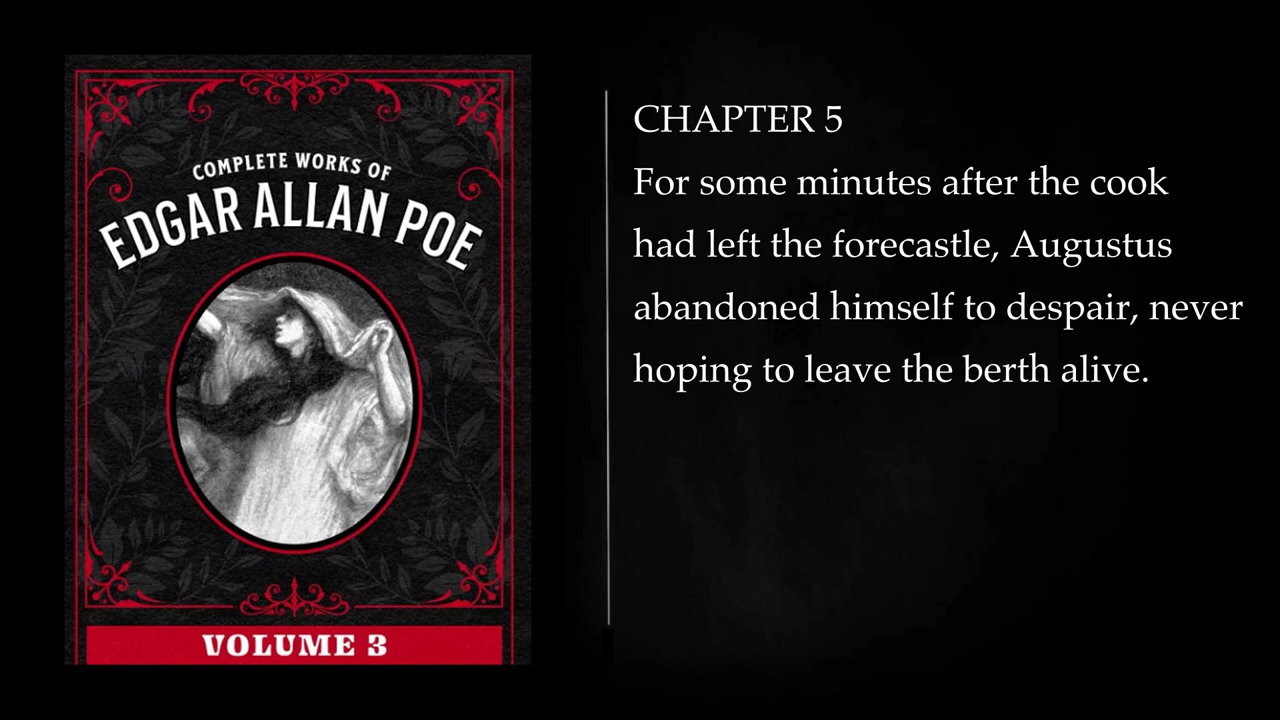 COMPLETE WORKS OF
EDGAR ALLAN POE
VOLUME 3
CHAPTER 5
For some minutes after the cook
had left the forecastle, Augustus
abandoned himself to despair, never
hoping to leave the berth alive.